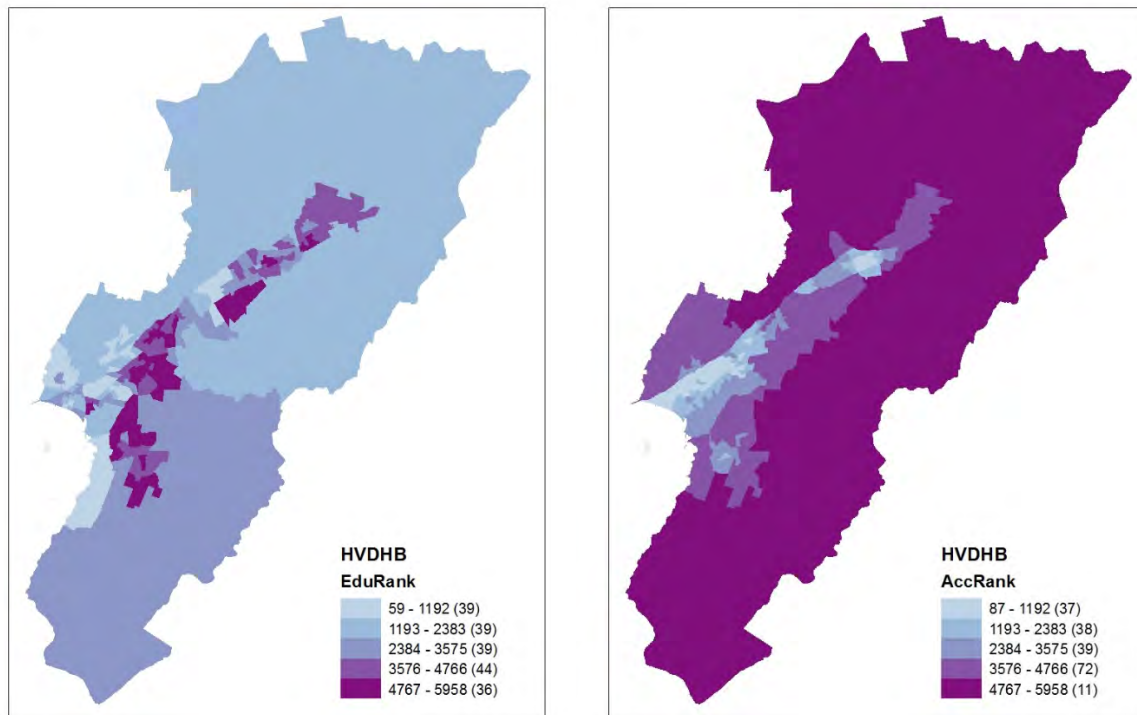 HVDHB
EduRank
59 - 1192 (39)
1193 - 2383 (39)
2384 - 3575 (39)
3576 - 4766 (44)
4767 - 5958 (36)
HVDHB
AccRank
87 - 1192 (37)
1193 - 2383 (38)
2384 - 3575 (39)
3576 - 4766 (72)
4767 - 5958 (11)